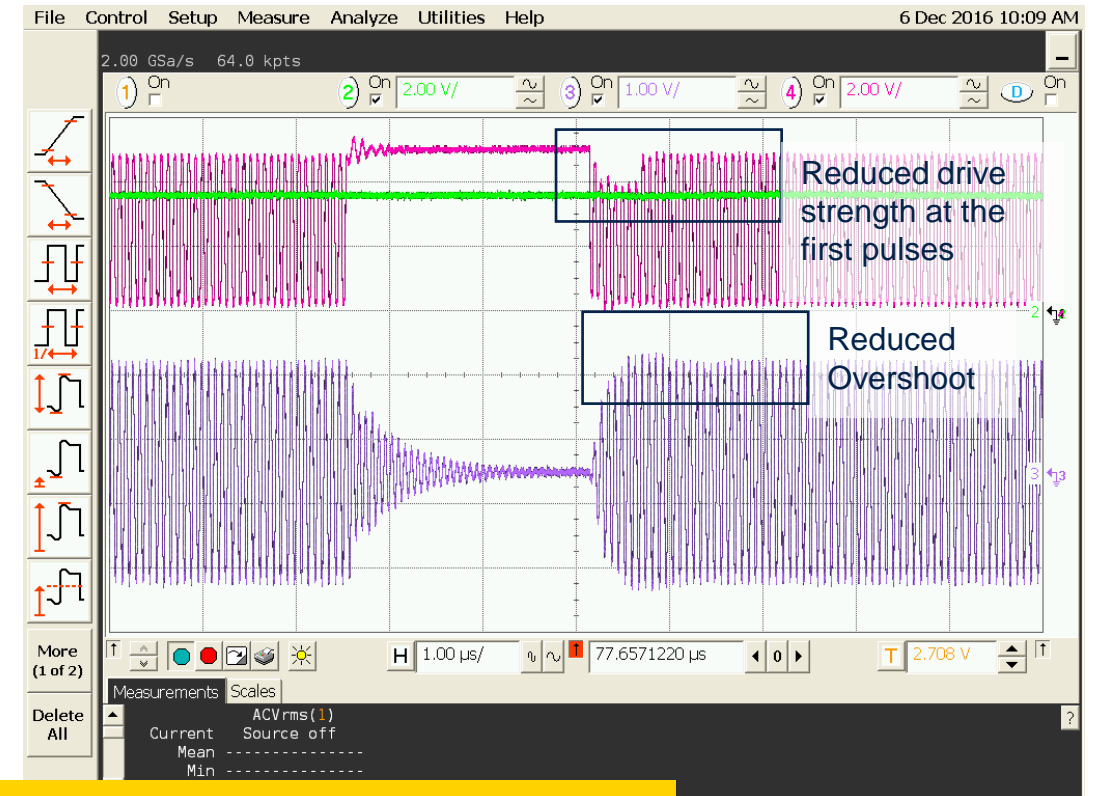 File Control Setup Measure Analyze Utilities Help 6 Dec 2016 10:09 AM
2.00 GSa/s 64.0 kpts
1 On 2 On 2.00 V/ 3 On 1.00 V/ 4 On 2.00 V/ D On
Reduced drive
strength at the
first pulses
2
Reduced
Overshoot
3 3
1/
More
(1 of 2)
Delete
All
H 1.00 µs/ 77.6571220 µs 0 T 2.708 V
Measurements Scales
ACVrms(1) ?
Current Source off
Mean ---------------
Min ---------------